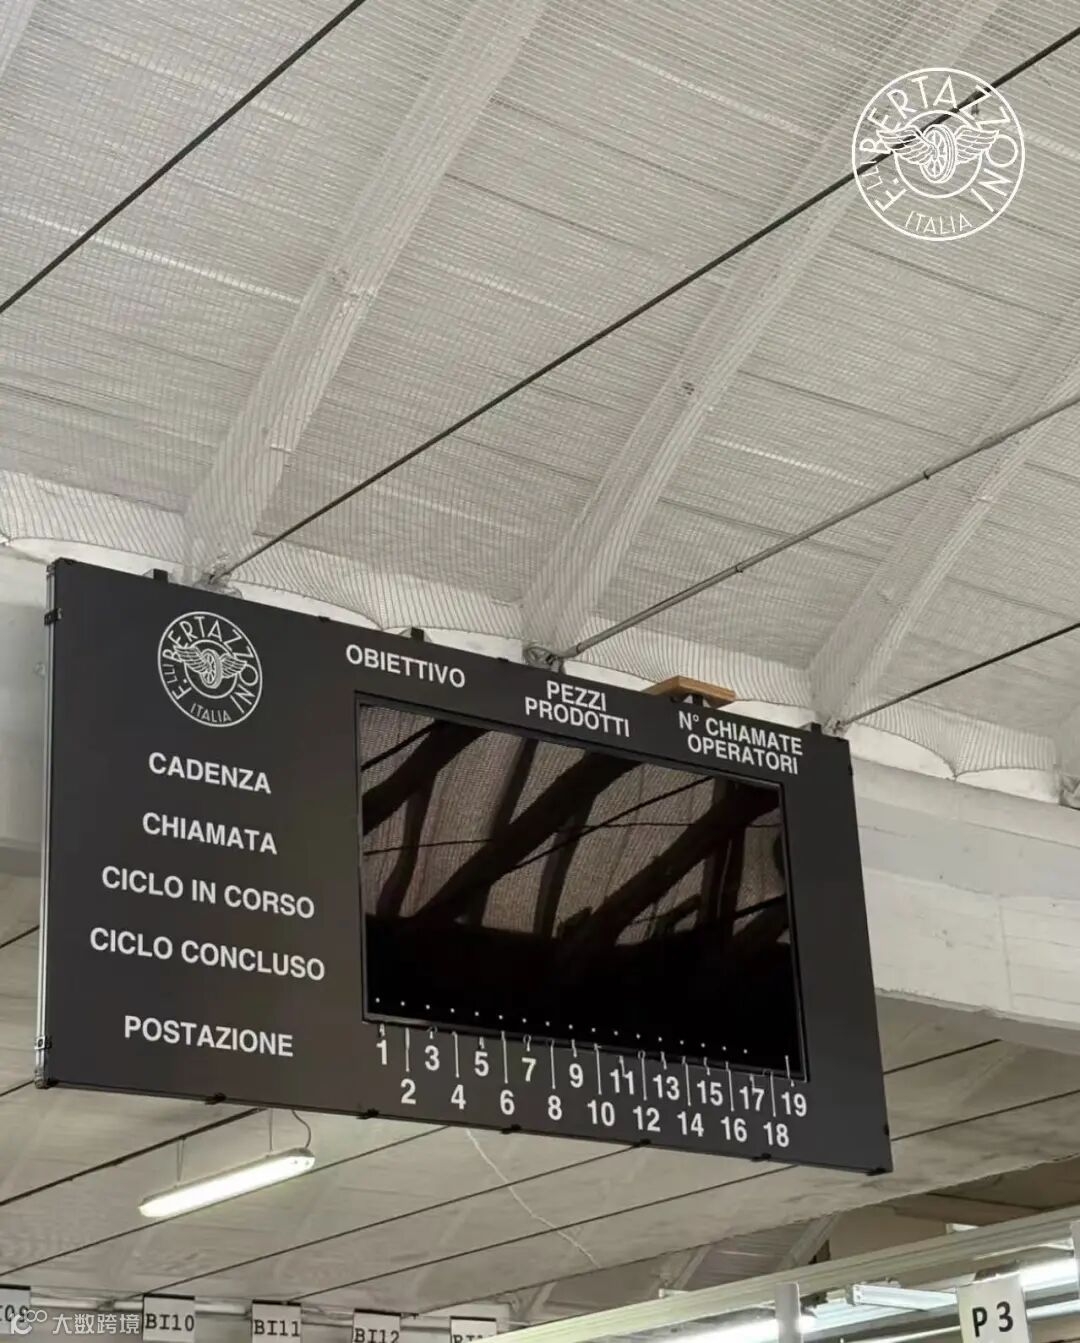 F.LLI BERTAZZONI
ITALIA
F.LLI BERTAZZONI
ITALIA
OBIETTIVO
PEZZI
PRODOTTI
N° CHIAMATE
OPERATORI
CADENZA
CHIAMATA
CICLO IN CORSO
CICLO CONCLUSO
POSTAZIONE
1 3 5 7 9 11 13 15 17 19
2 4 6 8 10 12 14 16 18
BI10
BI11
BI12
P 3
大数跨境